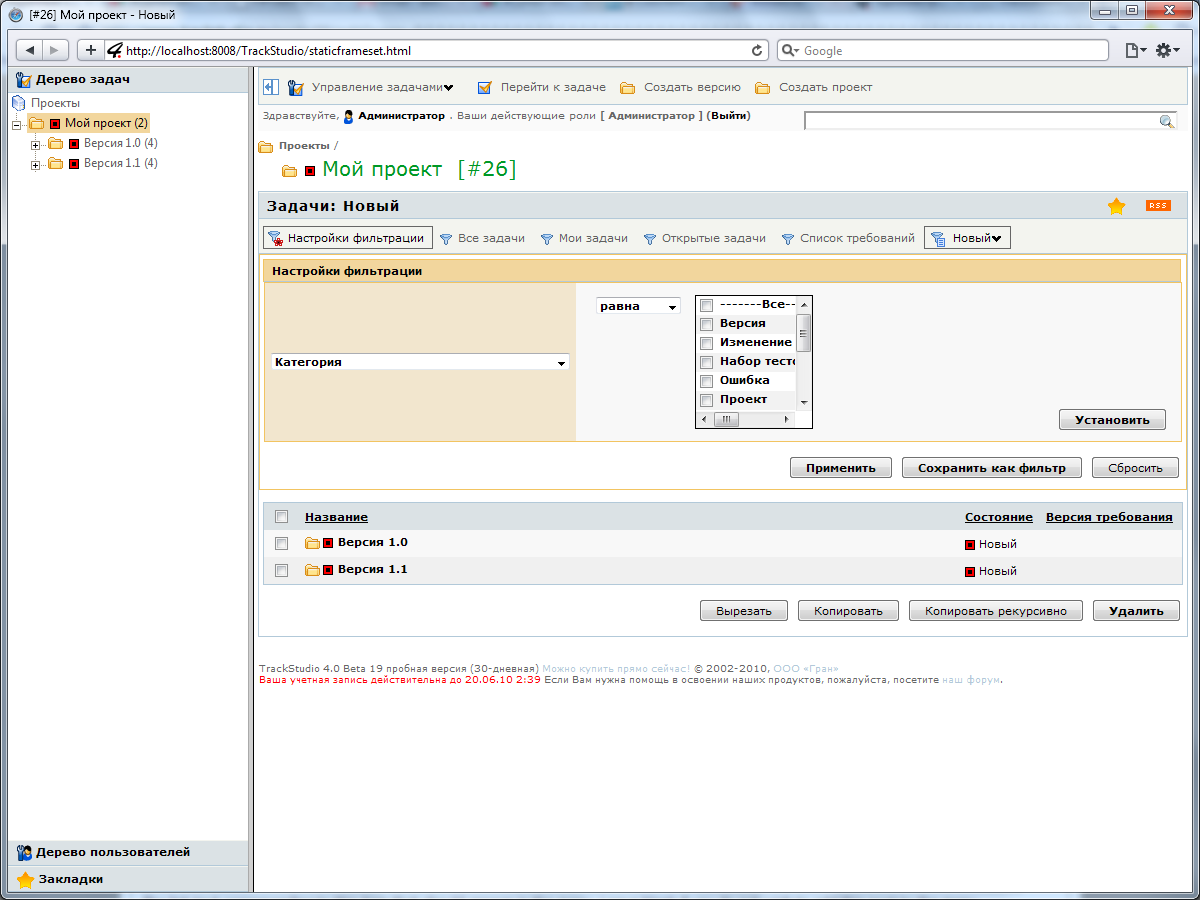 [#26] Мой проект - Новый
http://localhost:8008/TrackStudio/staticframeset.html
Google
Дерево задач
Проекты
Мой проект (2)
Версия 1.0 (4)
Версия 1.1 (4)
Дерево пользователей
Закладки
Управление задачами Перейти к задаче Создать версию Создать проект
Здравствуйте, Администратор . Ваши действующие роли [ Администратор ] (Выйти)
Проекты /
Мой проект [#26]
Задачи: Новый
RSS
Настройки фильтрации Все задачи Мои задачи Открытые задачи Список требований Новый
Настройки фильтрации
Категория
равна
-------Все--
Версия
Изменение
Набор тесто
Ошибка
Проект
Установить
Применить Сохранить как фильтр Сбросить
Название Состояние Версия требования
Версия 1.0 Новый
Версия 1.1 Новый
Вырезать Копировать Копировать рекурсивно Удалить
TrackStudio 4.0 Beta 19 пробная версия (30-дневная) Можно купить прямо сейчас! © 2002-2010, ООО «Гран»
Ваша учетная запись действительна до 20.06.10 2:39 Если Вам нужна помощь в освоении наших продуктов, пожалуйста, посетите наш форум.